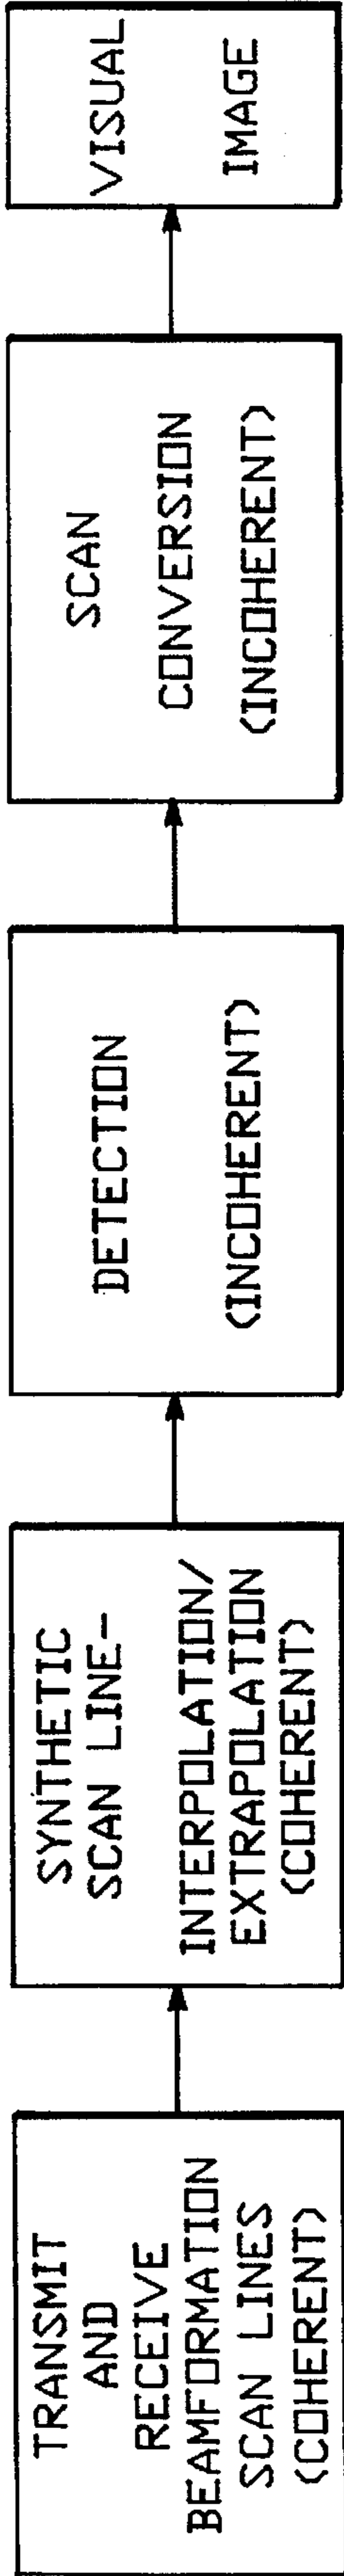 TRANSMIT
AND
RECEIVE
BEAMFORMATION
SCAN LINES
(COHERENT)
SYNTHETIC
SCAN LINE-
INTERPOLATION/
EXTRAPOLATION
(COHERENT)
DETECTION
(INCOHERENT)
SCAN
CONVERSION
(INCOHERENT)
VISUAL
IMAGE